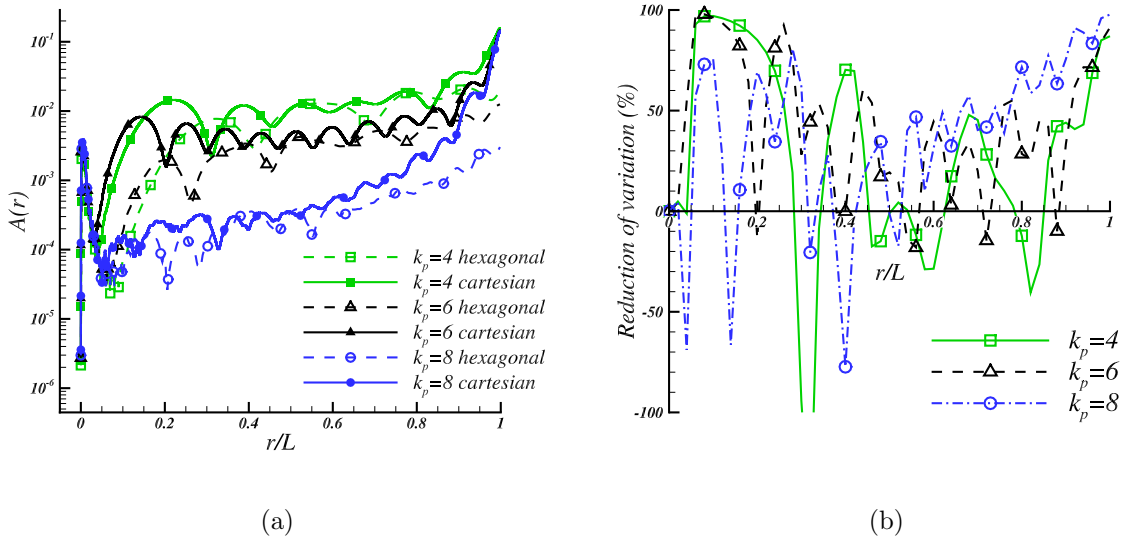 10^-1
10^-2
10^-3
10^-4
10^-5
10^-6
A(r)
0
0.2
0.4
0.6
0.8
1
r/L
k_p=4 hexagonal
k_p=4 cartesian
k_p=6 hexagonal
k_p=6 cartesian
k_p=8 hexagonal
k_p=8 cartesian
(a)
100
50
0
-50
-100
Reduction of variation (%)
0
0.2
0.4
0.6
0.8
1
r/L
k_p=4
k_p=6
k_p=8
(b)